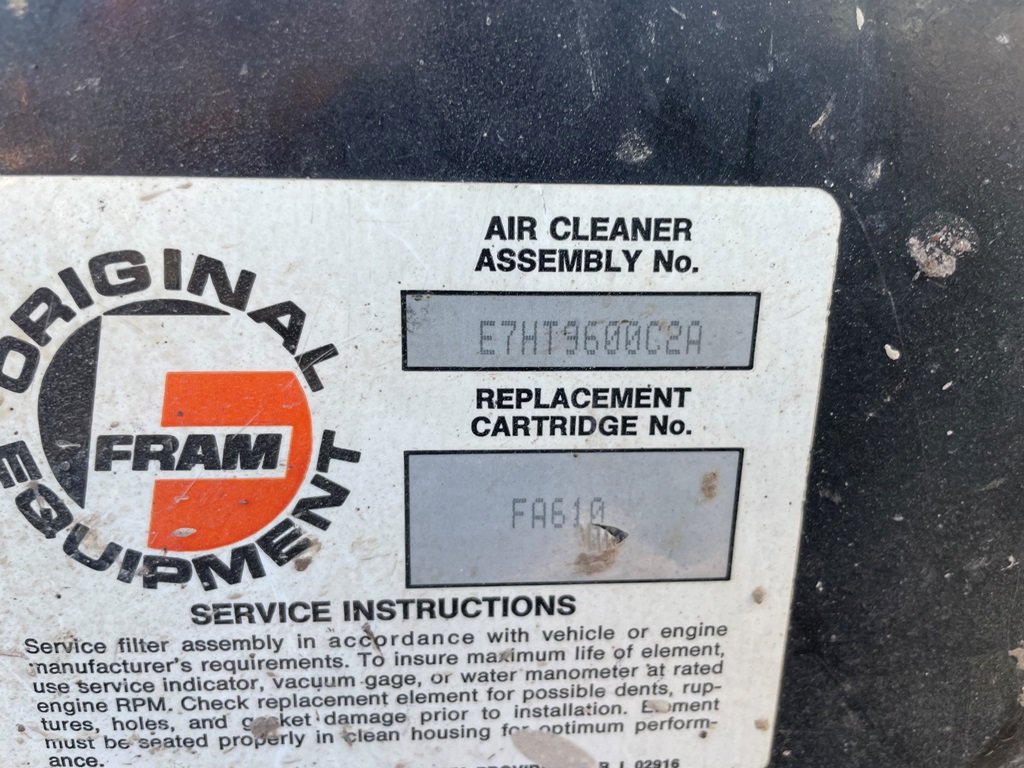 ORIGINAL
FRAM
EQUIPMENT
AIR CLEANER
ASSEMBLY No.
E7HT9600C2A
REPLACEMENT
CARTRIDGE No.
FA610
SERVICE INSTRUCTIONS
Service filter assembly in accordance with vehicle or engine
manufacturer's requirements. To insure maximum life of element,
use service indicator, vacuum gage, or water manometer at rated
engine RPM. Check replacement element for possible dents, rup-
tures, holes, and gasket damage prior to installation. Element
must be seated properly in clean housing for optimum perform-
ance.
R.I. 02916